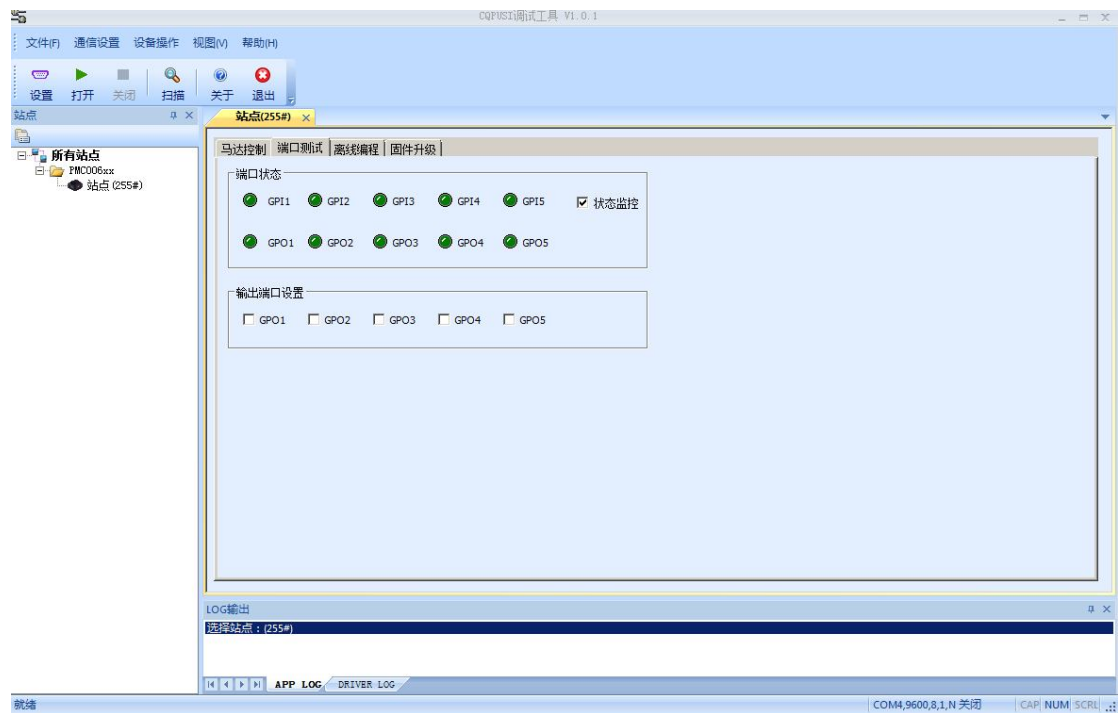 CQPUSI调试工具 V1.0.1
文件(F) 通信设置 设备操作 视图(V) 帮助(H)
设置 打开 关闭 扫描 关于 退出
站点
站点(255#)
所有站点
PMC006xx
站点(255#)
马达控制 端口测试 离线编程 固件升级
端口状态
GPI1 GPI2 GPI3 GPI4 GPI5 状态监控
GPO1 GPO2 GPO3 GPO4 GPO5
输出端口设置
GPO1 GPO2 GPO3 GPO4 GPO5
LOG输出
选择站点：(255#)
APP LOG DRIVER LOG
就绪 COM4,9600,8,1,N 关闭 CAP NUM SCRL